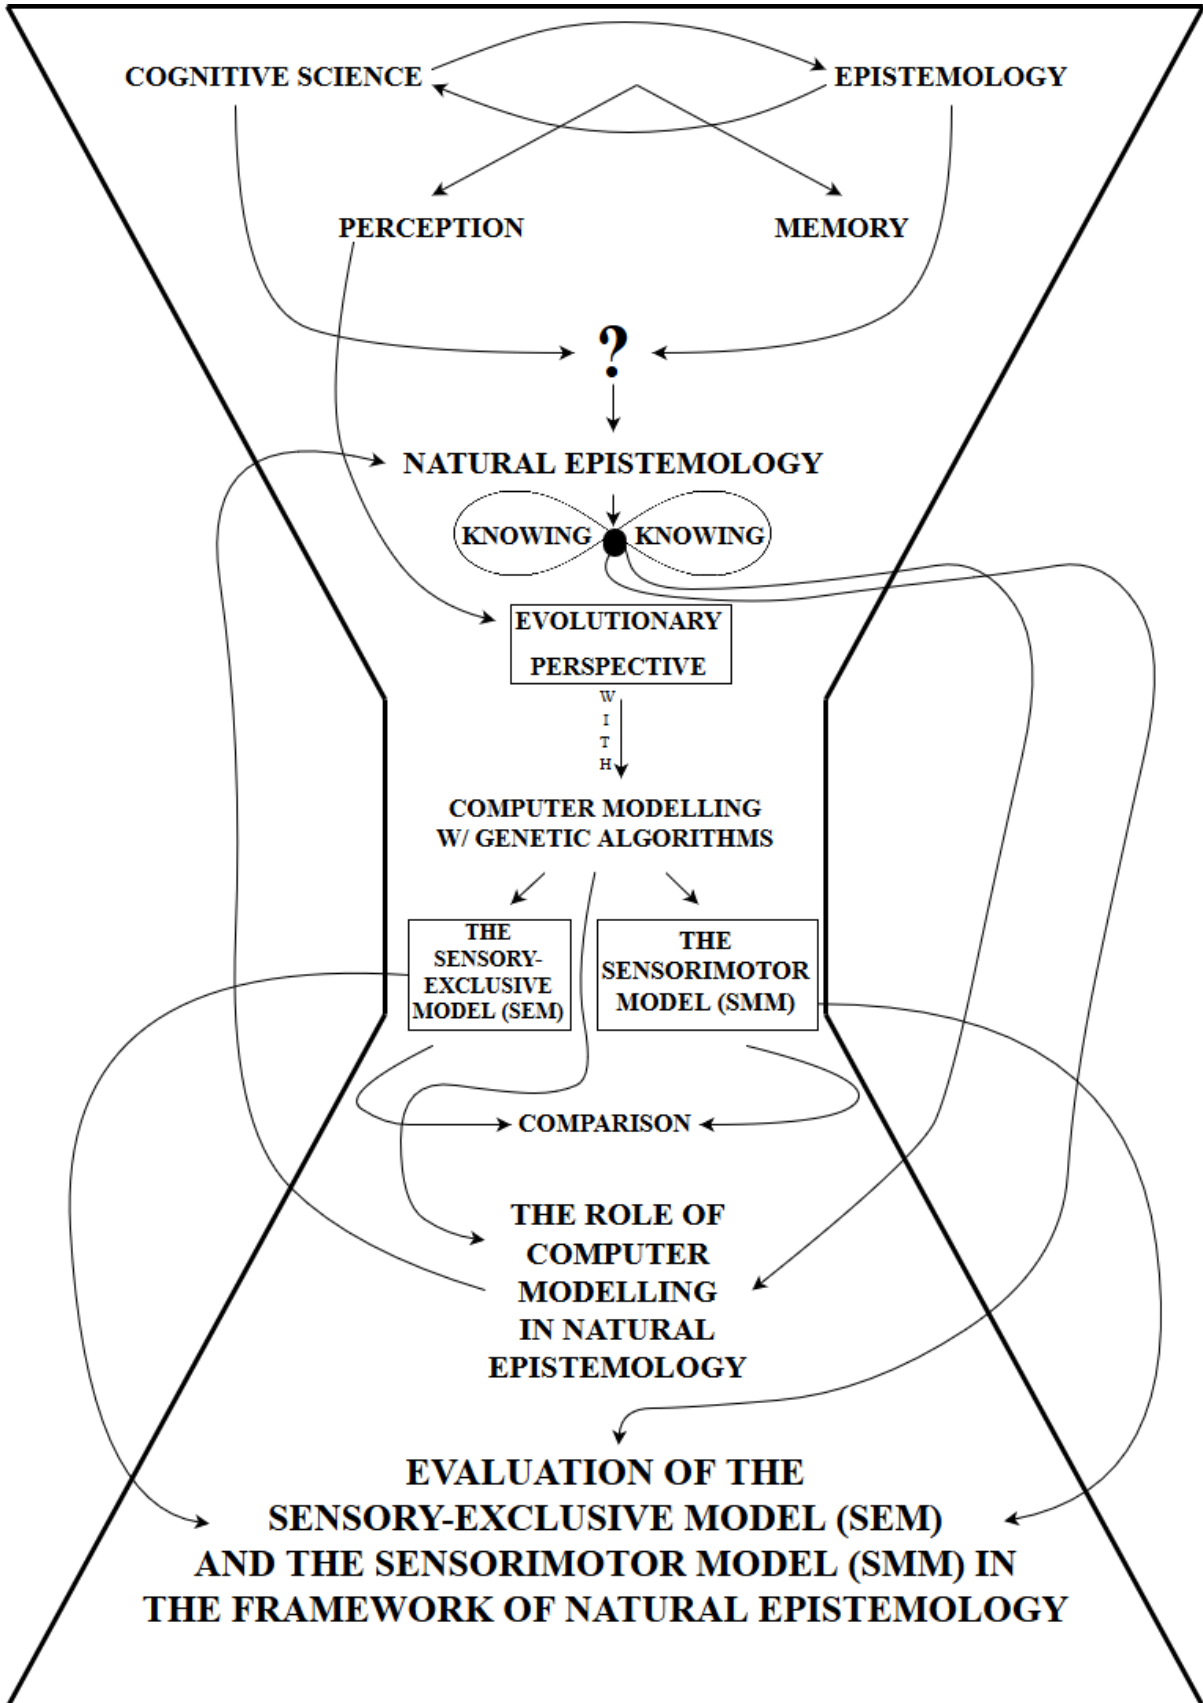 COGNITIVE SCIENCE
EPISTEMOLOGY
PERCEPTION
MEMORY
?
NATURAL EPISTEMOLOGY
KNOWING
KNOWING
EVOLUTIONARY
PERSPECTIVE
W
I
T
H
COMPUTER MODELLING
W/ GENETIC ALGORITHMS
THE
SENSORY-
EXCLUSIVE
MODEL (SEM)
THE
SENSORIMOTOR
MODEL (SMM)
COMPARISON
THE ROLE OF
COMPUTER
MODELLING
IN NATURAL
EPISTEMOLOGY
EVALUATION OF THE
SENSORY-EXCLUSIVE MODEL (SEM)
AND THE SENSORIMOTOR MODEL (SMM) IN
THE FRAMEWORK OF NATURAL EPISTEMOLOGY